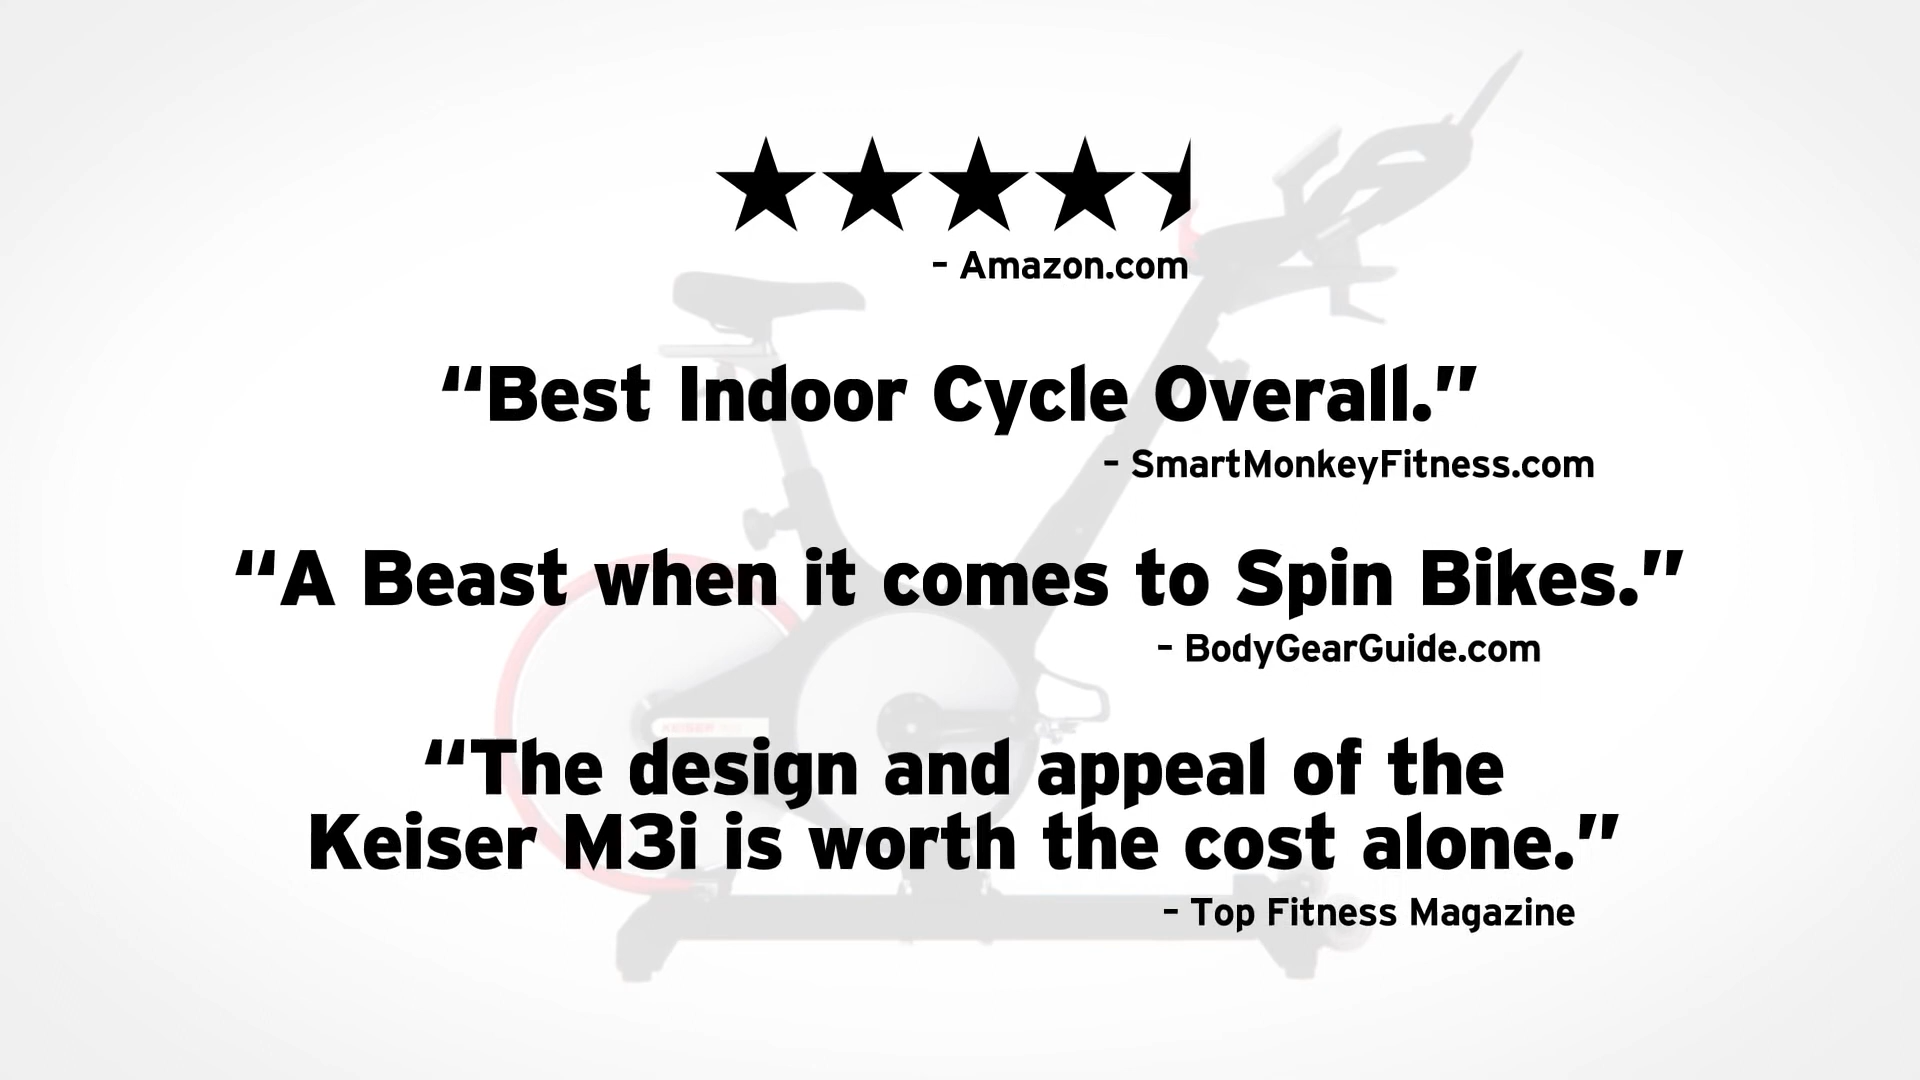 – Amazon.com
“Best Indoor Cycle Overall.”
– SmartMonkeyFitness.com
“A Beast when it comes to Spin Bikes.”
– BodyGearGuide.com
KEISER
“The design and appeal of the
Keiser M3i is worth the cost alone.”
– Top Fitness Magazine